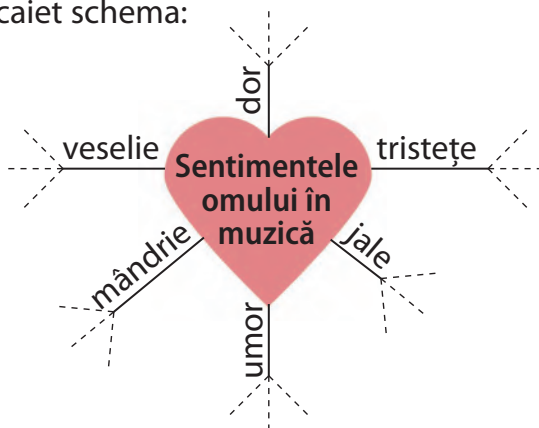 caiet schema:
dor
veselie
tristețe
Sentimentele
omului în
muzică
mândrie
jale
umor